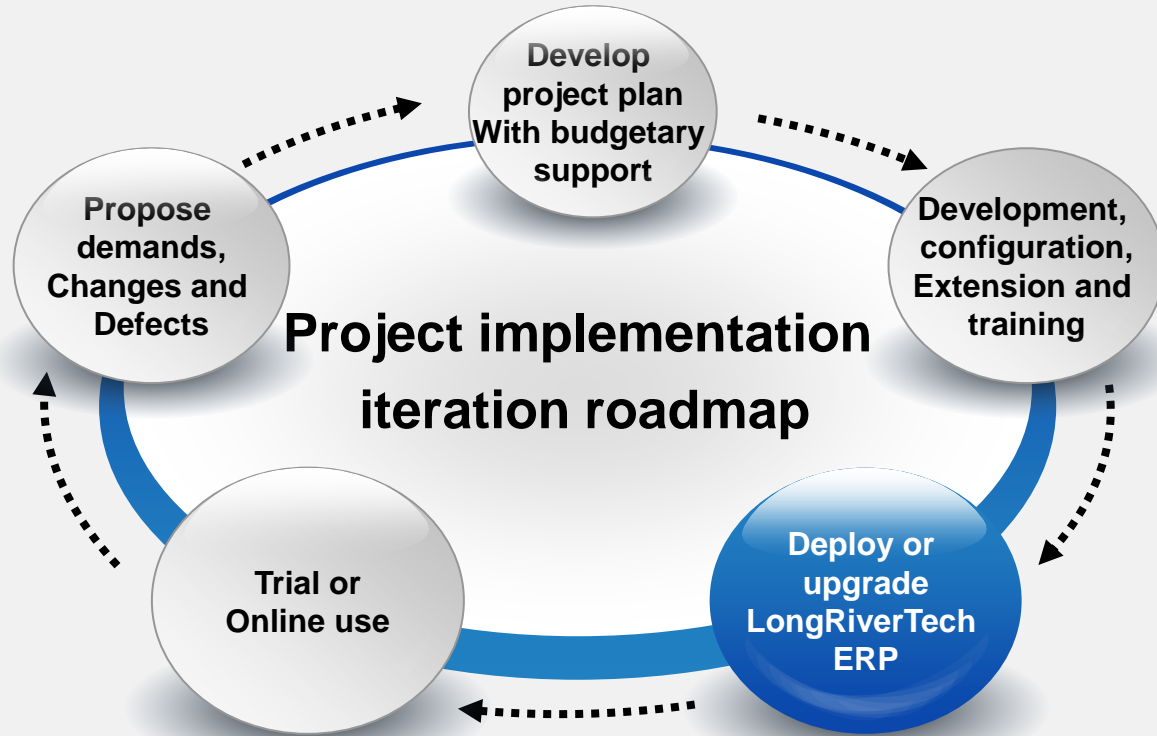 Develop
project plan
With budgetary
support
Propose
demands,
Changes and
Defects
Development,
configuration,
Extension and
training
Project implementation
iteration roadmap
Trial or
Online use
Deploy or
upgrade
LongRiverTech
ERP